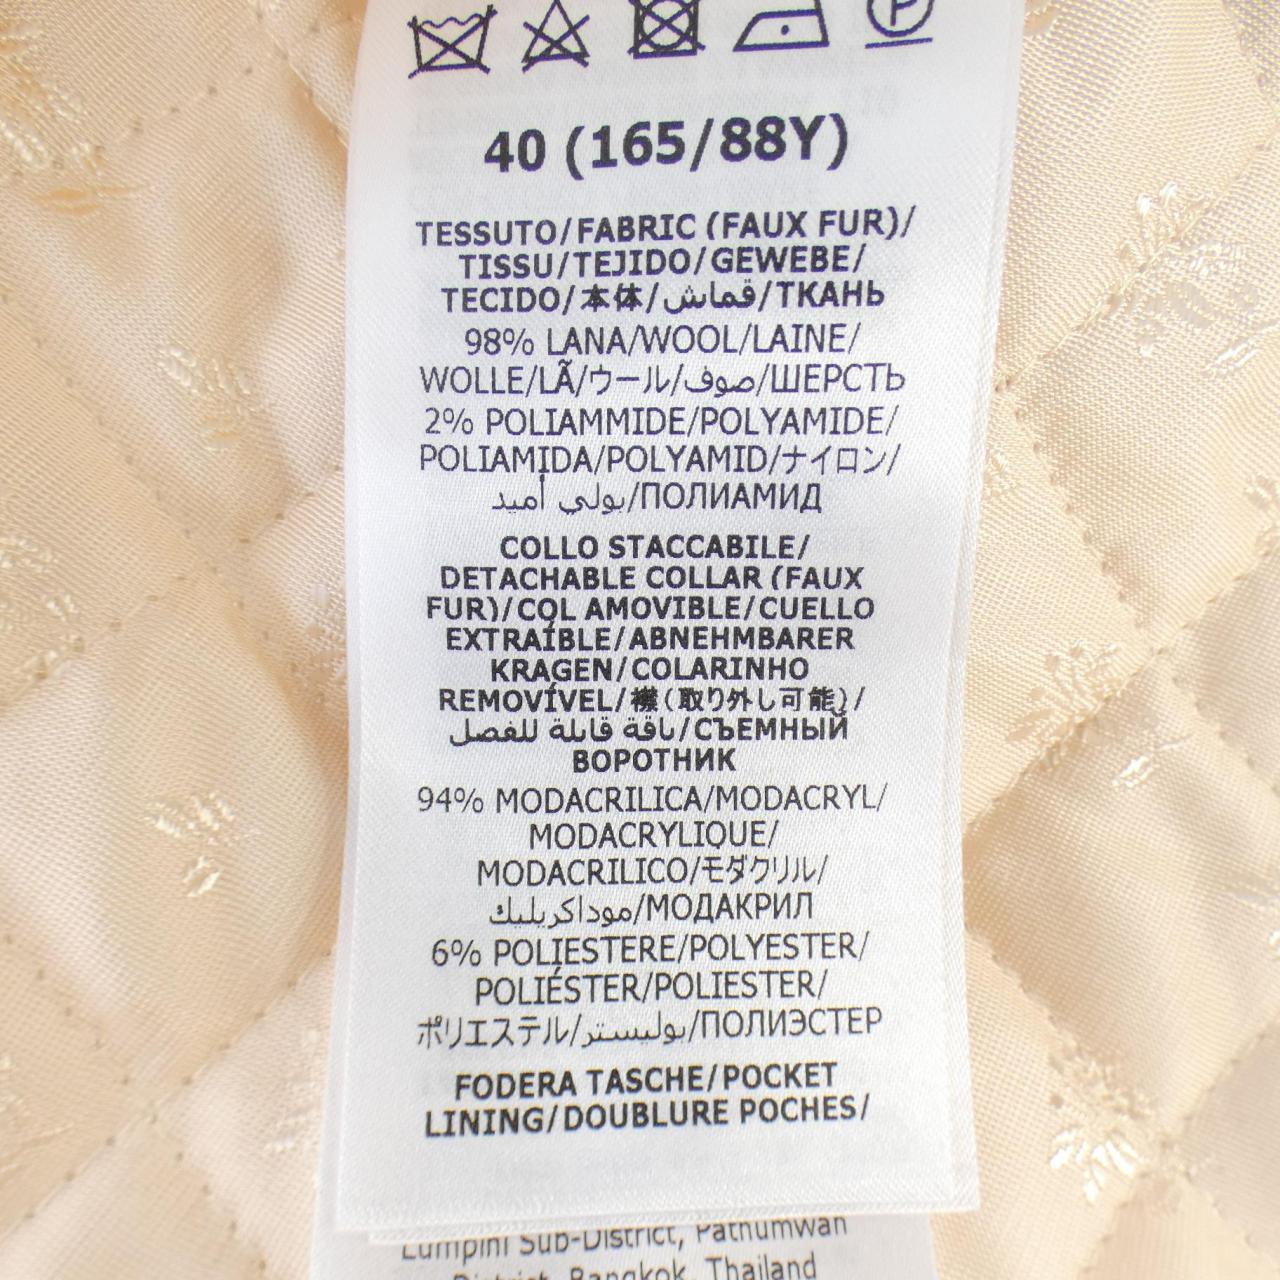 P
40 (165/88Y)
TESSUTO/FABRIC (FAUX FUR)/
TISSU/TEJIDO/GEWEBE/
TECIDO/本体/قماش/ТКАНЬ
98% LANA/WOOL/LAINE/
WOLLE/LÃ/ウール/صوف/ШЕРСТЬ
2% POLIAMMIDE/POLYAMIDE/
POLIAMIDA/POLYAMID/ナイロン/
بولي أميد/ПОЛИАМИД
COLLO STACCABILE/
DETACHABLE COLLAR (FAUX
FUR)/COL AMOVIBLE/CUELLO
EXTRAÍBLE/ABNEHMBARER
KRAGEN/COLARINHO
REMOVÍVEL/襟(取り外し可能)/
ياقة قابلة للفصل/СЪЕМНЫЙ
ВОРОТНИК
94% MODACRILICA/MODACRYL/
MODACRYLIQUE/
MODACRILICO/モダクリル/
موداكريليك/МОДАКРИЛ
6% POLIESTERE/POLYESTER/
POLIÉSTER/POLIESTER/
ポリエステル/بوليستر/ПОЛИЭСТЕР
FODERA TASCHE/POCKET
LINING/DOUBLURE POCHES/
Lumpini Sub-District, Pathumwan
District, Bangkok, Thailand